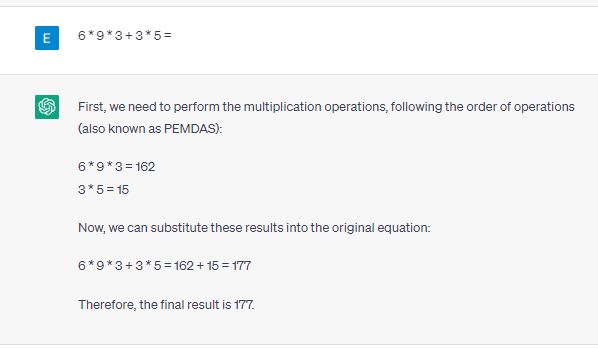 E
6*9*3+3*5=
First, we need to perform the multiplication operations, following the order of operations
(also known as PEMDAS):
6*9*3=162
3*5=15
Now, we can substitute these results into the original equation:
6*9*3+3*5=162+15=177
Therefore, the final result is 177.